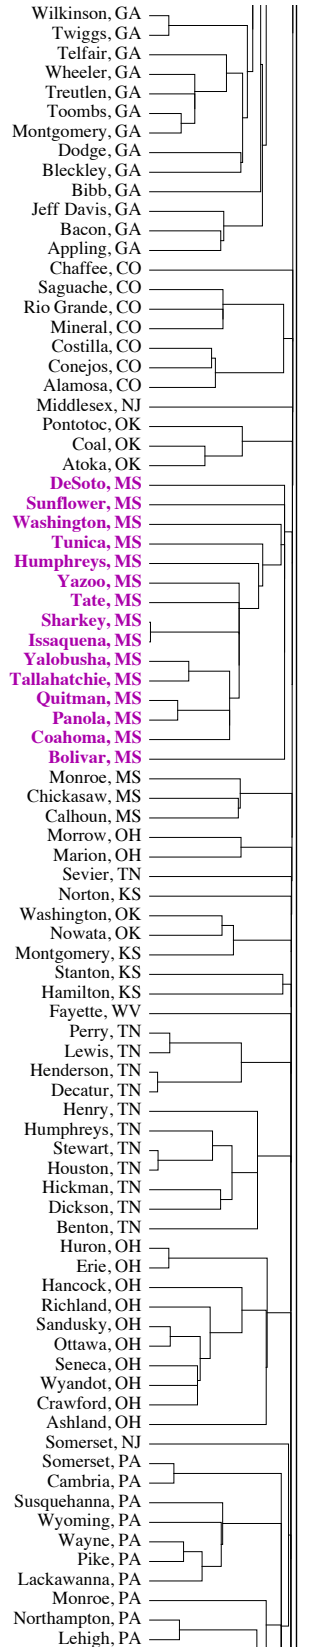 Wilkinson, GA
Twiggs, GA
Telfair, GA
Wheeler, GA
Treutlen, GA
Toombs, GA
Montgomery, GA
Dodge, GA
Bleckley, GA
Bibb, GA
Jeff Davis, GA
Bacon, GA
Appling, GA
Chaffee, CO
Saguache, CO
Rio Grande, CO
Mineral, CO
Costilla, CO
Conejos, CO
Alamosa, CO
Middlesex, NJ
Pontotoc, OK
Coal, OK
Atoka, OK
DeSoto, MS
Sunflower, MS
Washington, MS
Tunica, MS
Humphreys, MS
Yazoo, MS
Tate, MS
Sharkey, MS
Issaquena, MS
Yalobusha, MS
Tallahatchie, MS
Quitman, MS
Panola, MS
Coahoma, MS
Bolivar, MS
Monroe, MS
Chickasaw, MS
Calhoun, MS
Morrow, OH
Marion, OH
Sevier, TN
Norton, KS
Washington, OK
Nowata, OK
Montgomery, KS
Stanton, KS
Hamilton, KS
Fayette, WV
Perry, TN
Lewis, TN
Henderson, TN
Decatur, TN
Henry, TN
Humphreys, TN
Stewart, TN
Houston, TN
Hickman, TN
Dickson, TN
Benton, TN
Huron, OH
Erie, OH
Hancock, OH
Richland, OH
Sandusky, OH
Ottawa, OH
Seneca, OH
Wyandot, OH
Crawford, OH
Ashland, OH
Somerset, NJ
Somerset, PA
Cambria, PA
Susquehanna, PA
Wyoming, PA
Wayne, PA
Pike, PA
Lackawanna, PA
Monroe, PA
Northampton, PA
Lehigh, PA